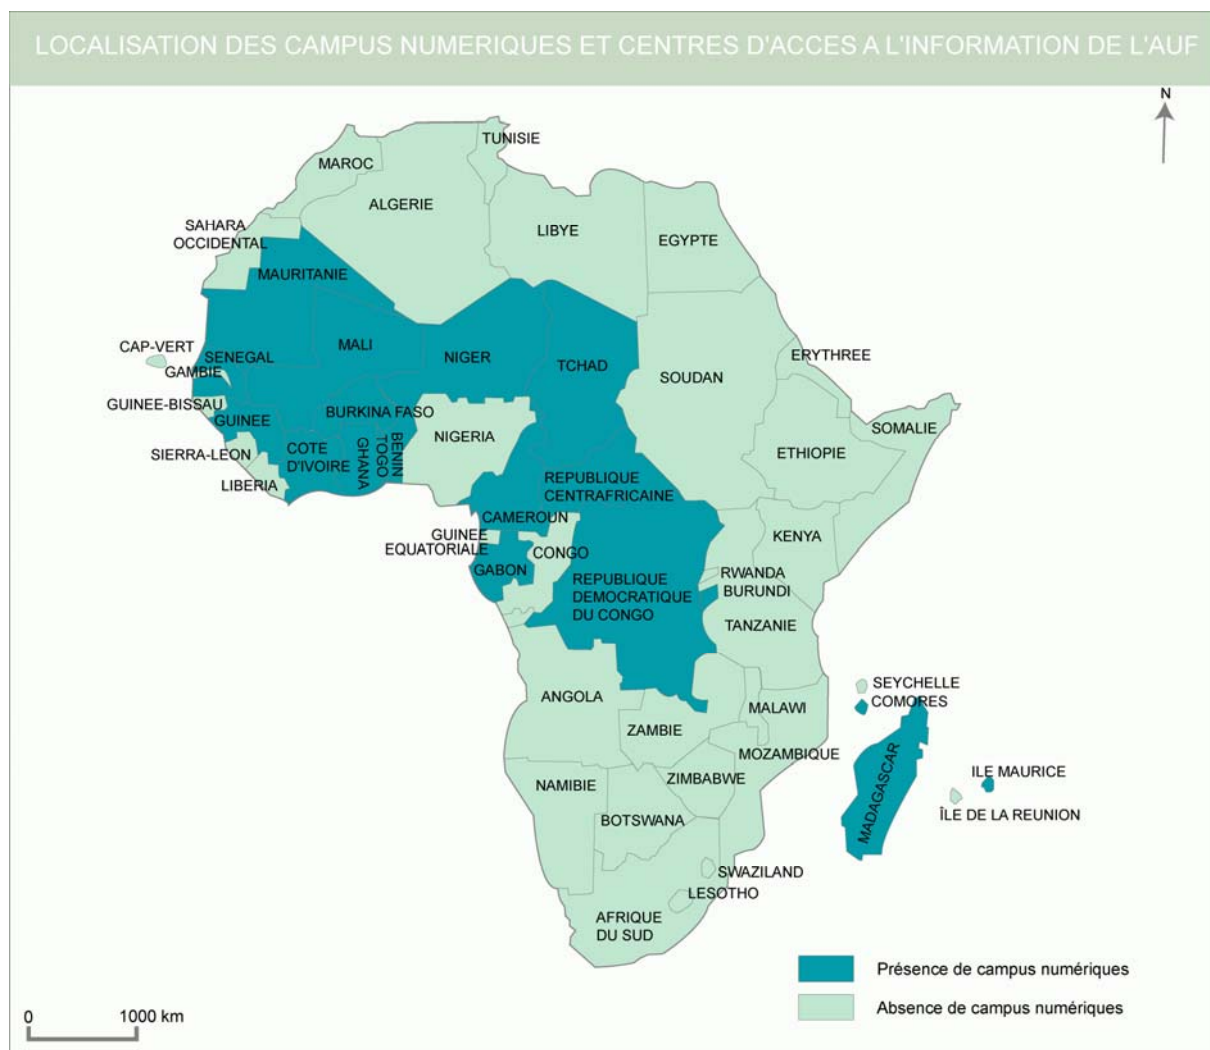 LOCALISATION DES CAMPUS NUMERIQUES ET CENTRES D'ACCES A L'INFORMATION DE L'AUF
N
TUNISIE
MAROC
ALGERIE
SAHARA
OCCIDENTAL
LIBYE
EGYPTE
MAURITANIE
CAP-VERT
SENEGAL
MALI
NIGER
TCHAD
ERYTHREE
GAMBIE
SOUDAN
GUINEE-BISSAU
GUINEE
BURKINA FASO
NIGERIA
SOMALIE
SIERRA-LEON
COTE
D'IVOIRE
GHANA
TOGO
BENIN
ETHIOPIE
LIBERIA
REPUBLIQUE
CENTRAFRICAINE
CAMEROUN
GUINEE
EQUATORIALE
CONGO
KENYA
GABON
REPUBLIQUE
DEMOCRATIQUE
DU CONGO
RWANDA
BURUNDI
TANZANIE
ANGOLA
SEYCHELLE
COMORES
MALAWI
ZAMBIE
MOZAMBIQUE
MADAGASCAR
ILE MAURICE
NAMIBIE
ZIMBABWE
BOTSWANA
ÎLE DE LA REUNION
SWAZILAND
LESOTHO
AFRIQUE
DU SUD
Présence de campus numériques
Absence de campus numériques
0 1000 km